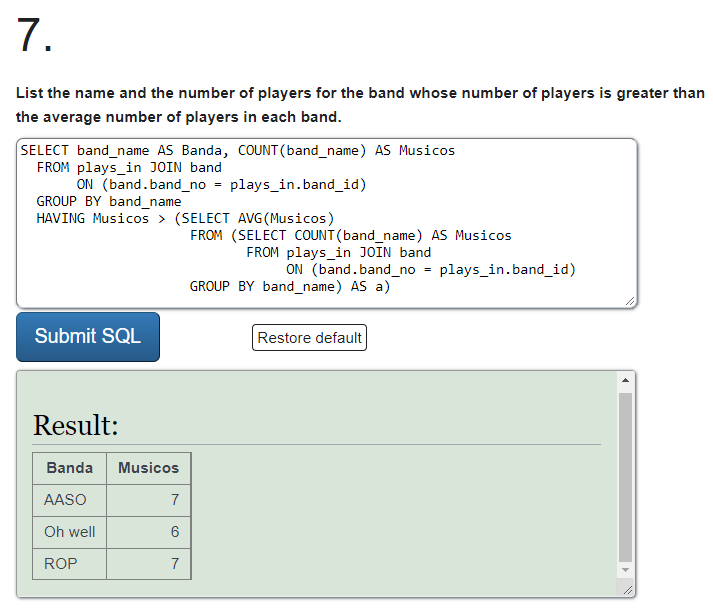 7.
List the name and the number of players for the band whose number of players is greater than
the average number of players in each band.
SELECT band_name AS Banda, COUNT(band_name) AS Musicos
FROM plays_in JOIN band
ON (band.band_no = plays_in.band_id)
GROUP BY band_name
HAVING Musicos > (SELECT AVG(Musicos)
FROM (SELECT COUNT(band_name) AS Musicos
FROM plays_in JOIN band
ON (band.band_no = plays_in.band_id)
GROUP BY band_name) AS a)
Submit SQL Restore default
Result:
Banda Musicos
AASO 7
Oh well 6
ROP 7